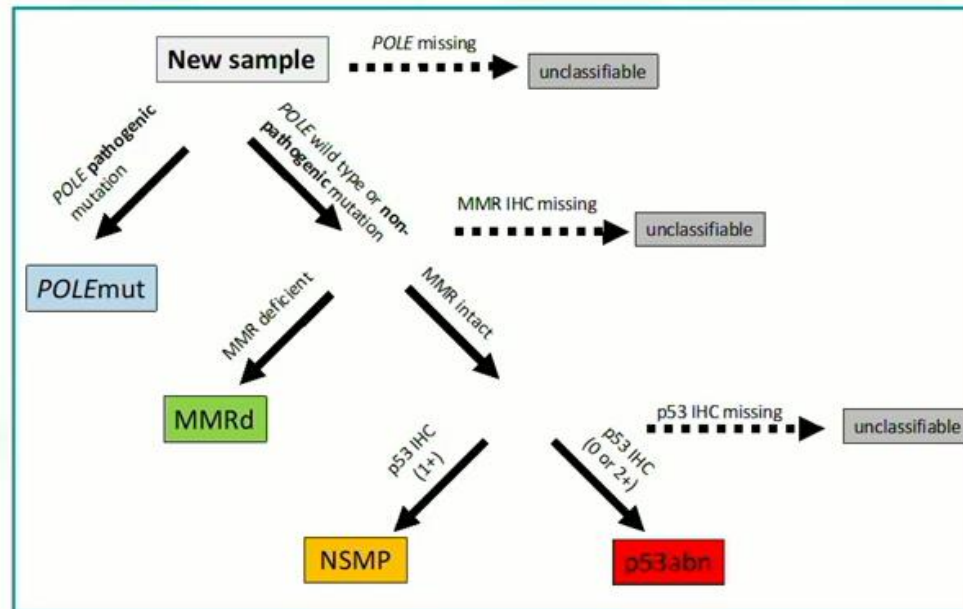 New sample
POLE missing
unclassifiable
POLE pathogenic
mutation
POLE wild type or non-
pathogenic mutation
MMR IHC missing
unclassifiable
POLEmut
MMR deficient
MMR intact
MMRd
p53 IHC missing
unclassifiable
p53 IHC
(1+)
p53 IHC
(0 or 2+)
NSMP
p53abn